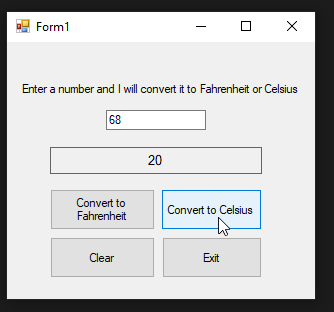 Form1
Enter a number and I will convert it to Fahrenheit or Celsius
68
20
Convert to
Fahrenheit
Convert to Celsius
Clear
Exit